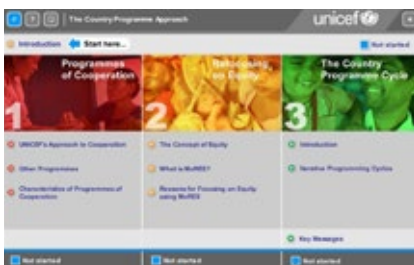 The Country Programme Approach
unicef
Introduction
Start here...
Not started
Programmes of Cooperation
1
Refocusing on Equity
2
The Country Programme Cycle
3
UNICEF's Approach to Cooperation
Other Programmes
Characteristics of Programmes of Cooperation
The Concept of Equity
What is MoRES?
Reasons for Focusing on Equity using MoRES
Introduction
Iterative Programming Cycles
Key Messages
Not started
Not started
Not started